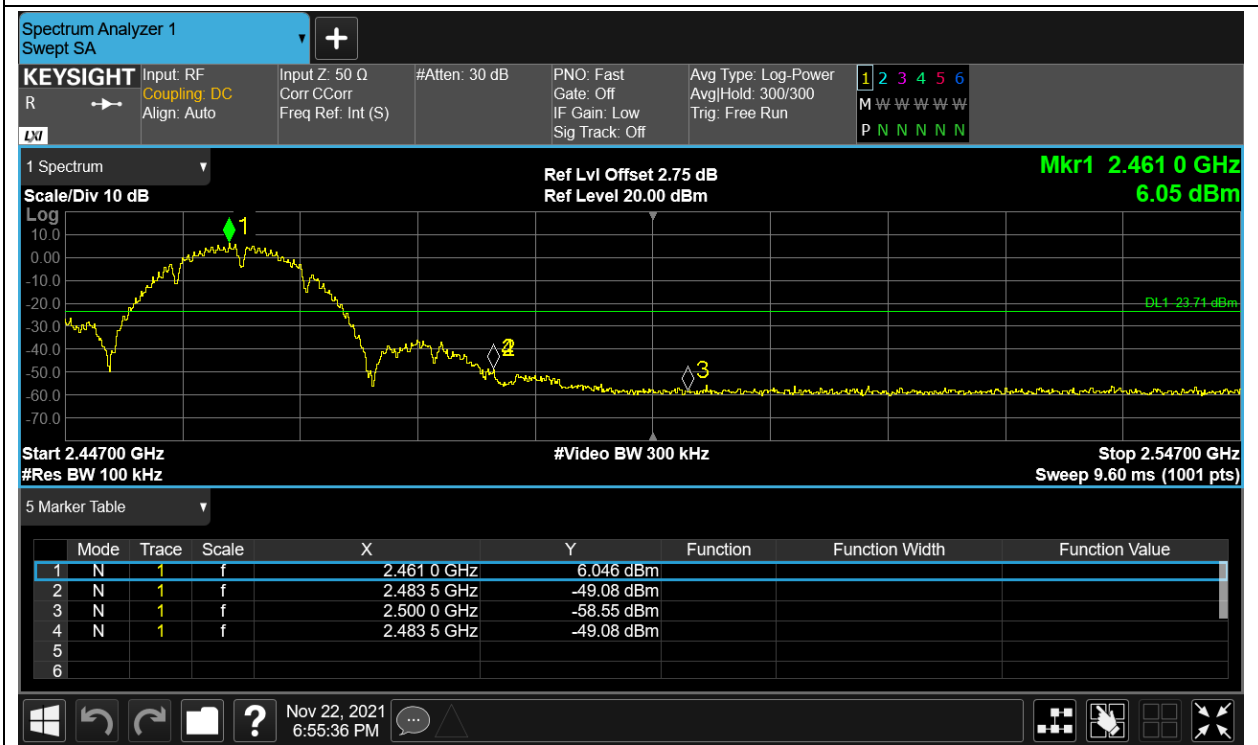 Spectrum Analyzer 1
Swept SA
KEYSIGHT
R
LXI
Input: RF
Coupling: DC
Align: Auto
Input Z: 50 Ω
Corr CCorr
Freq Ref: Int (S)
#Atten: 30 dB
PNO: Fast
Gate: Off
IF Gain: Low
Sig Track: Off
Avg Type: Log-Power
Avg|Hold: 300/300
Trig: Free Run
1 2 3 4 5 6
M W W W W W
P N N N N N
1 Spectrum
Scale/Div 10 dB
Ref Lvl Offset 2.75 dB
Ref Level 20.00 dBm
Mkr1 2.461 0 GHz
6.05 dBm
Log
10.0
0.00
-10.0
-20.0
-30.0
-40.0
-50.0
-60.0
-70.0
1
3
DL1 23.71 dBm
Start 2.44700 GHz
#Res BW 100 kHz
#Video BW 300 kHz
Stop 2.54700 GHz
Sweep 9.60 ms (1001 pts)
5 Marker Table
Mode Trace Scale X Y Function Function Width Function Value
1 N 1 f 2.461 0 GHz 6.046 dBm
2 N 1 f 2.483 5 GHz -49.08 dBm
3 N 1 f 2.500 0 GHz -58.55 dBm
4 N 1 f 2.483 5 GHz -49.08 dBm
5
6
?
Nov 22, 2021
6:55:36 PM